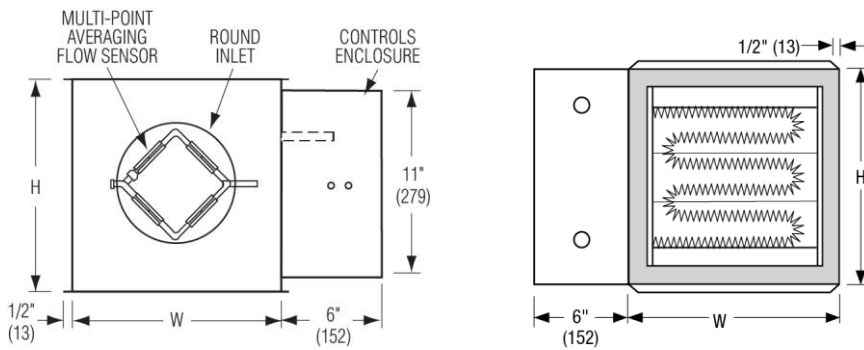 MULTI-POINT
AVERAGING
FLOW SENSOR
ROUND
INLET
CONTROLS
ENCLOSURE
H
11"
(279)
1/2"
(13)
W
6"
(152)
1/2" (13)
H
6"
(152)
W